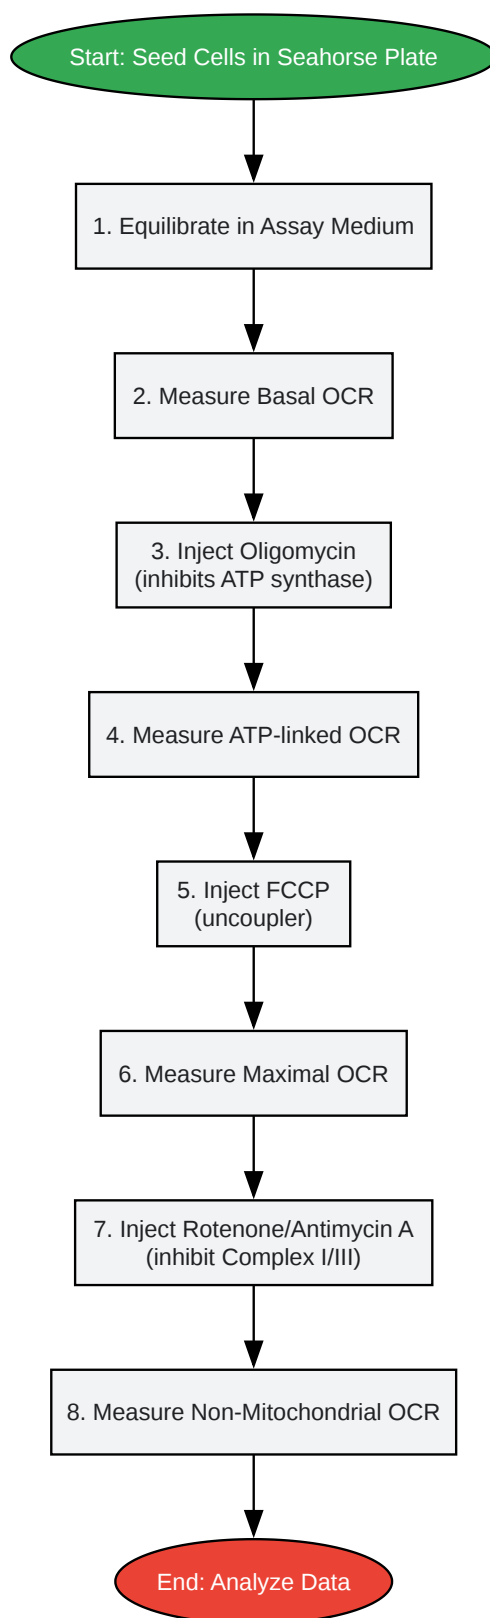 Start: Seed Cells in Seahorse Plate
1. Equilibrate in Assay Medium
2. Measure Basal OCR
3. Inject Oligomycin
(inhibits ATP synthase)
4. Measure ATP-linked OCR
5. Inject FCCP
(uncoupler)
6. Measure Maximal OCR
7. Inject Rotenone/Antimycin A
(inhibit Complex I/III)
8. Measure Non-Mitochondrial OCR
End: Analyze Data